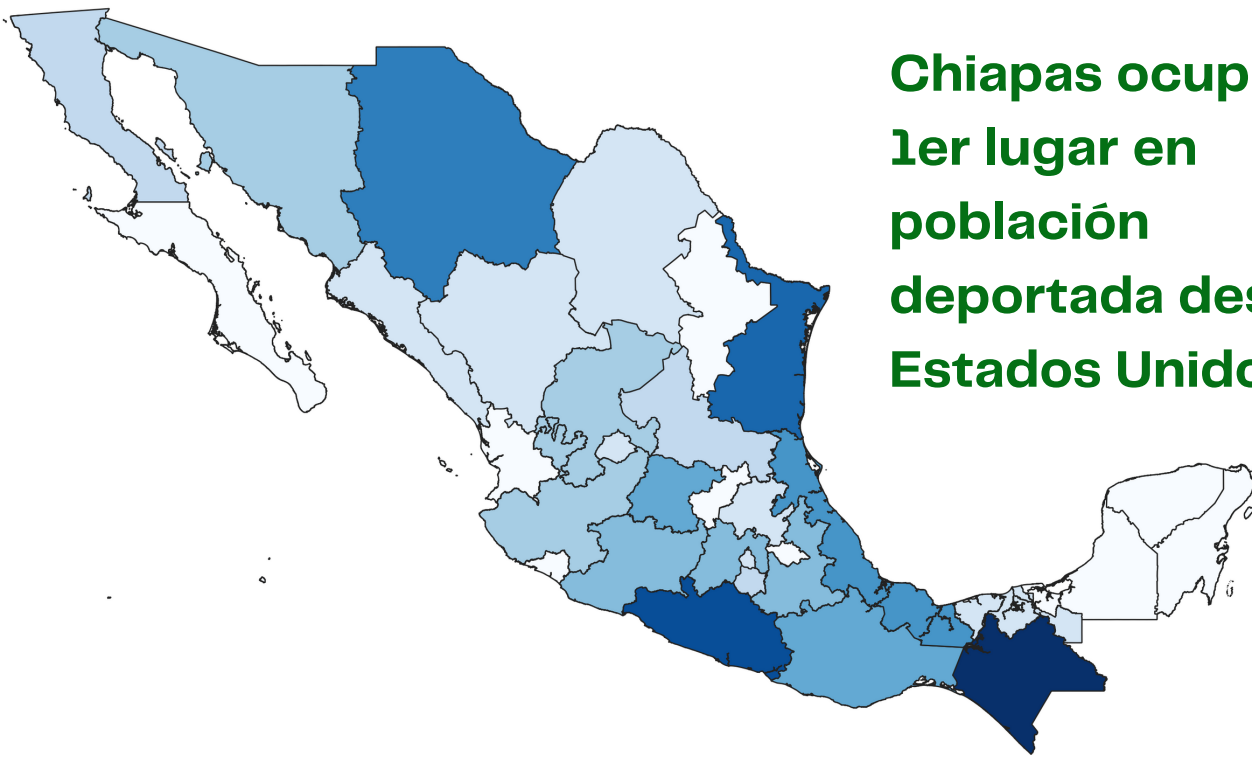 Chiapas ocup
1er lugar en
población
deportada des
Estados Unido